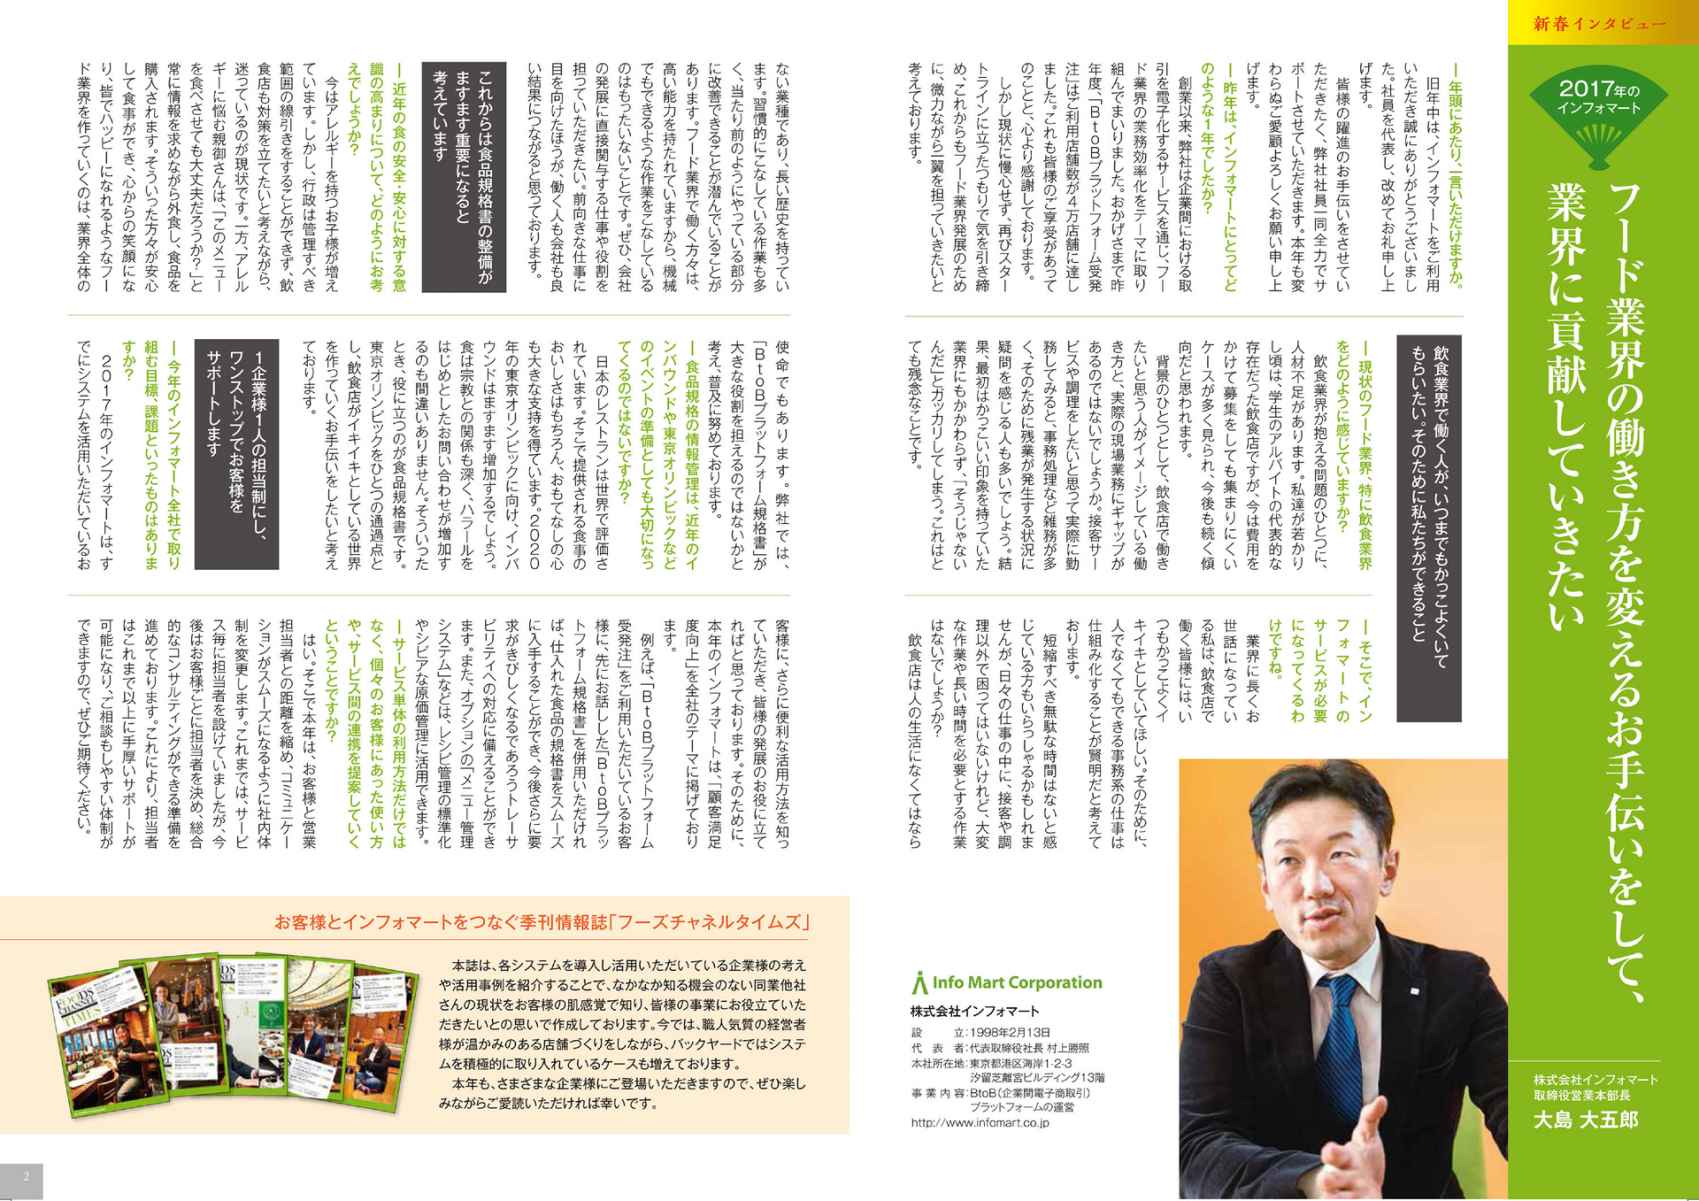 新春インタビュー
2017年の
インフォマート
フード業界の働き方を変えるお手伝いをして、
業界に貢献していきたい
株式会社インフォマート
取締役営業本部長
大島 大五郎
―年頭にあたり、一言いただけますか。
旧年中は、インフォマートをご利用
いただき誠にありがとうございまし
た。社員を代表し、改めてお礼申し上
げます。
皆様の躍進のお手伝いをさせてい
ただきたく、弊社社員一同全力でサ
ポートさせていただきます。本年も変
わらぬご愛顧よろしくお願い申し上
げます。
―昨年は、インフォマートにとってど
のような1年でしたか?
創業以来、弊社は企業間における取
引を電子化するサービスを通じ、フー
ド業界の業務効率化をテーマに取り
組んでまいりました。おかげさまで昨
年度、「BtoBプラットフォーム受発
注」はご利用店舗数が4万店舗に達し
ました。これも皆様のご享受があって
のことと、心より感謝しております。
しかし現状に慢心せず、再びスター
トラインに立ったつもりで気を引き締
め、これからもフード業界発展のため
に、微力ながら一翼を担っていきたいと
考えております。
飲食業界で働く人が、いつまでもかっこよくいて
もらいたい。そのために私たちができること
―現状のフード業界、特に飲食業界
をどのように感じていますか?
飲食業界が抱える問題のひとつに、
人材不足があります。私達が若かり
し頃は、学生のアルバイトの代表的な
存在だった飲食店ですが、今は費用を
かけて募集をしても集まりにくい
ケースが多く見られ、今後も続く傾
向だと思われます。
背景のひとつとして、飲食店で働き
たいと思う人がイメージしている働
き方と、実際の現場業務にギャップが
あるのではないでしょうか。接客サー
ビスや調理をしたいと思って実際に勤
務してみると、事務処理など雑務が多
く、そのために残業が発生する状況に
疑問を感じる人も多いでしょう。結
果、最初はかっこいい印象を持っていた
業界にもかかわらず、「そうじゃない
んだ」とガッカリしてしまう。これはと
ても残念なことです。
―そこで、イン
フォマートの
サービスが必要
になってくるわ
けですね。
業界に長くお
世話になってい
る私は、飲食店で
働く皆様には、い
つもかっこよくイ
キイキとしていてほしい。そのために、
人でなくてもできる事務系の仕事は
仕組み化することが賢明だと考えて
おります。
短縮すべき無駄な時間はないと感
じている方もいらっしゃるかもしれま
せんが、日々の仕事の中に、接客や調
理以外で困ってはいないけれど、大変
な作業や長い時間を必要とする作業
はないでしょうか?
飲食店は人の生活になくてはなら
ない業種であり、長い歴史を持ってい
ます。習慣的にこなしている作業も多
く、当たり前のようにやっている部分
に改善できることが潜んでいることが
あります。フード業界で働く方々は、
高い能力を持たれていますから、機械
でもできるような作業をこなしている
のはもったいないことです。ぜひ、会社
の発展に直接関与する仕事や役割を
担っていただきたい。前向きな仕事に
目を向けたほうが、働く人も会社も良
い結果につながると思っております。
これからは食品規格書の整備が
ますます重要になると
考えています
―近年の食の安全・安心に対する意
識の高まりについて、どのようにお考
えでしょうか?
今はアレルギーを持つお子様が増え
ています。しかし、行政は管理すべき
範囲の線引きをすることができず、飲
食店も対策を立てたいと考えながら、
迷っているのが現状です。一方、アレル
ギーに悩む親御さんは、「このメニュー
を食べさせても大丈夫だろうか?」と
常に情報を求めながら外食し、食品を
購入されます。そういった方々が安心
して食事ができ、心からの笑顔にな
り、皆でハッピーになれるようなフー
ド業界を作っていくのは、業界全体の
使命でもあります。弊社では、
「BtoBプラットフォーム規格書」が
大きな役割を担えるのではないかと
考え、普及に努めております。
―食品規格の情報管理は、近年のイ
ンバウンドや東京オリンピックなど
のイベントの準備としても大切になっ
てくるのではないですか?
日本のレストランは世界で評価さ
れています。そこで提供される食事の
おいしさはもちろん、おもてなしの心
も大きな支持を得ています。2020
年の東京オリンピックに向け、インバ
ウンドはますます増加するでしょう。
食は宗教との関係も深く、ハラールを
はじめとしたお問い合わせが増加す
るのも間違いありません。そういった
とき、役に立つのが食品規格書です。
東京オリンピックをひとつの通過点と
し、飲食店がイキイキとしている世界
を作っていくお手伝いをしたいと考え
ております。
1企業様1人の担当制にし、
ワンストップでお客様を
サポートします
―今年のインフォマート全社で取り
組む目標、課題といったものはありま
すか?
2017年のインフォマートは、す
でにシステムを活用いただいているお
客様に、さらに便利な活用方法を知っ
ていただき、皆様の発展のお役に立て
ればと思っております。そのために、
本年のインフォマートは、「顧客満足
度向上」を全社のテーマに掲げており
ます。
例えば、「BtoBプラットフォーム
受発注」をご利用いただいているお客
様に、先にお話しした「BtoBプラッ
トフォーム規格書」を併用いただけれ
ば、仕入された食品の規格書をスムーズ
に入手することができ、今後さらに要
求がきびしくなるであろうトレーサ
ビリティへの対応に備えることができ
ます。また、オプションの「メニュー管理
システム」などは、レシピ管理の標準化
やシビアな原価管理に活用できます。
―サービス単体の利用方法だけでは
なく、個々のお客様にあった使い方
や、サービス間の連携を提案していく
ということですか?
はい。そこで本年は、お客様と営業
担当者との距離を縮め、コミュニケー
ションがスムーズになるように社内体
制を変更します。これまでは、サービ
ス毎に担当者を設けていましたが、今
後はお客様ごとに担当者を決め、総合
的なコンサルティングができる準備を
進めております。これにより、担当者
はこれまで以上に手厚いサポートが
可能になり、ご相談もしやすい体制が
できますので、ぜひご期待ください。
お客様とインフォマートをつなぐ季刊情報誌「フーズチャネルタイムズ」
本誌は、各システムを導入し活用いただいている企業様の考え
や活用事例を紹介することで、なかなか知る機会のない同業他社
さんの現状をお客様の肌感覚で知り、皆様の事業にお役立ていた
だきたいとの思いで作成しております。今では、職人気質の経営者
様が温かみのある店舗づくりをしながら、バックヤードではシステ
ムを積極的に取り入れているケースも増えております。
本年も、さまざまな企業様にご登場いただきますので、ぜひ楽し
みながらご愛読いただければ幸いです。
FOODS
CHANNEL
TIMES
Info Mart Corporation
株式会社インフォマート
設 立:1998年2月13日
代 表 者:代表取締役社長 村上勝照
本社所在地:東京都港区海岸1-2-3
汐留芝離宮ビルディング13階
事業内容:BtoB(企業間電子商取引)
プラットフォームの運営
http://www.infomart.co.jp
2